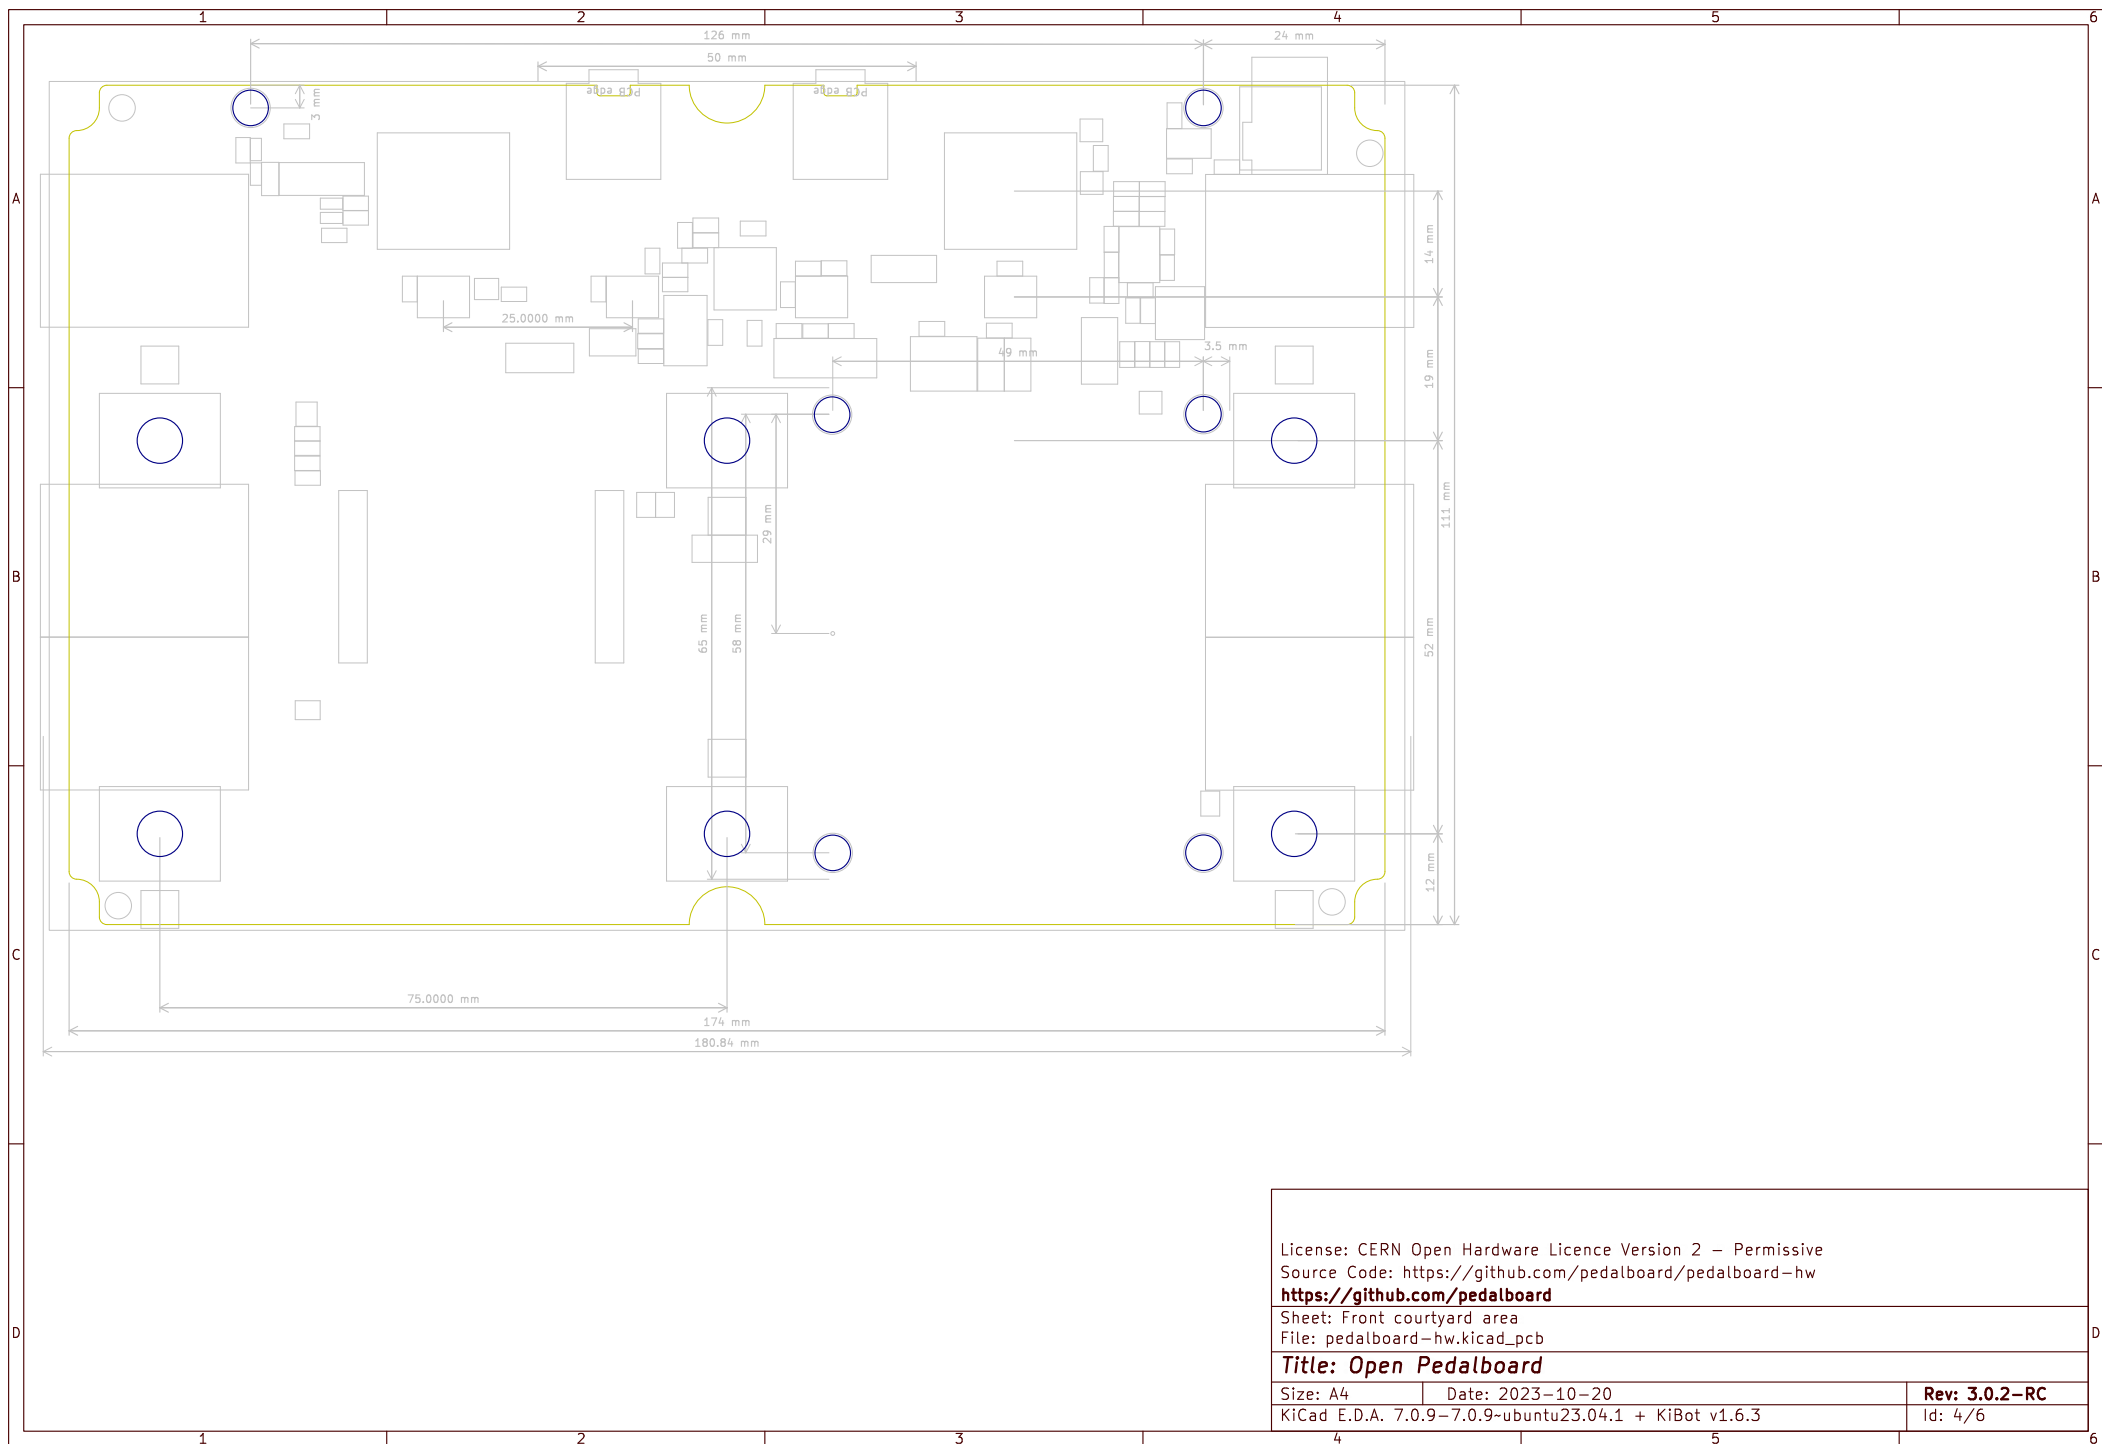 1 2 3 4 5 6
126 mm 24 mm
50 mm
PCB edge PCB edge
3 mm
A A
14 mm
25.0000 mm
3.5 mm
49 mm
19 mm
111 mm
29 mm
B B
65 mm 58 mm 52 mm
12 mm
C C
75.0000 mm
174 mm
180.84 mm
License: CERN Open Hardware Licence Version 2 - Permissive
Source Code: https://github.com/pedalboard/pedalboard-hw
https://github.com/pedalboard
Sheet: Front courtyard area
D D
File: pedalboard-hw.kicad_pcb
Title: Open Pedalboard
Size: A4 Date: 2023-10-20 Rev: 3.0.2-RC
KiCad E.D.A. 7.0.9-7.0.9~ubuntu23.04.1 + KiBot v1.6.3 Id: 4/6
1 2 3 4 5 6